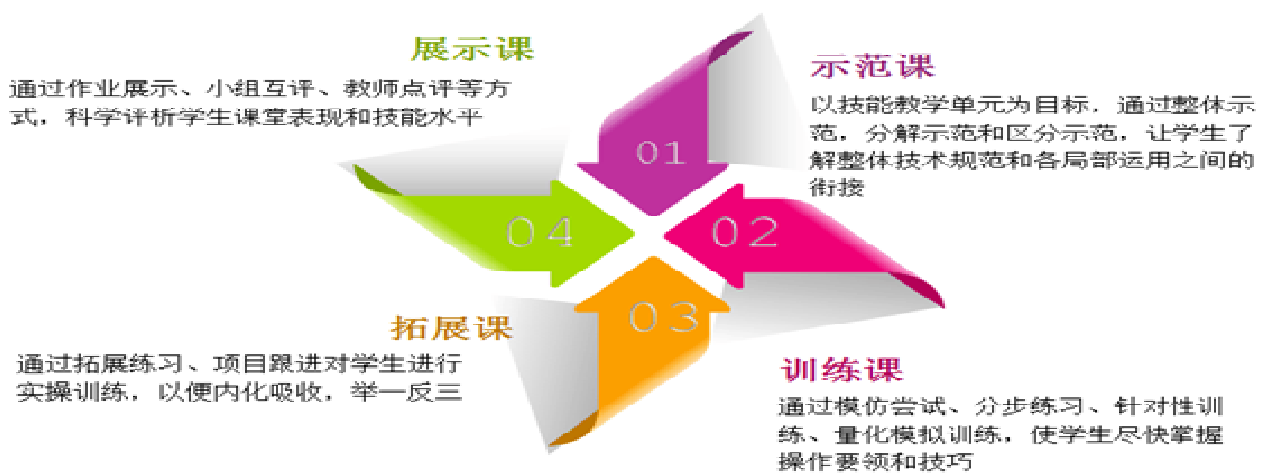 展示课
通过作业展示、小组互评、教师点评等方
式，科学评析学生课堂表现和技能水平
01
示范课
以技能教学单元为目标，通过整体示
范，分解示范和区分示范，让学生了
解整体技术规范和各局部运用之间的
衔接
04
02
拓展课
通过拓展练习、项目跟进对学生进行
实操训练，以便内化吸收，举一反三
03
训练课
通过模仿尝试、分步练习、针对性训
练、量化模拟训练，使学生尽快掌握
操作要领和技巧